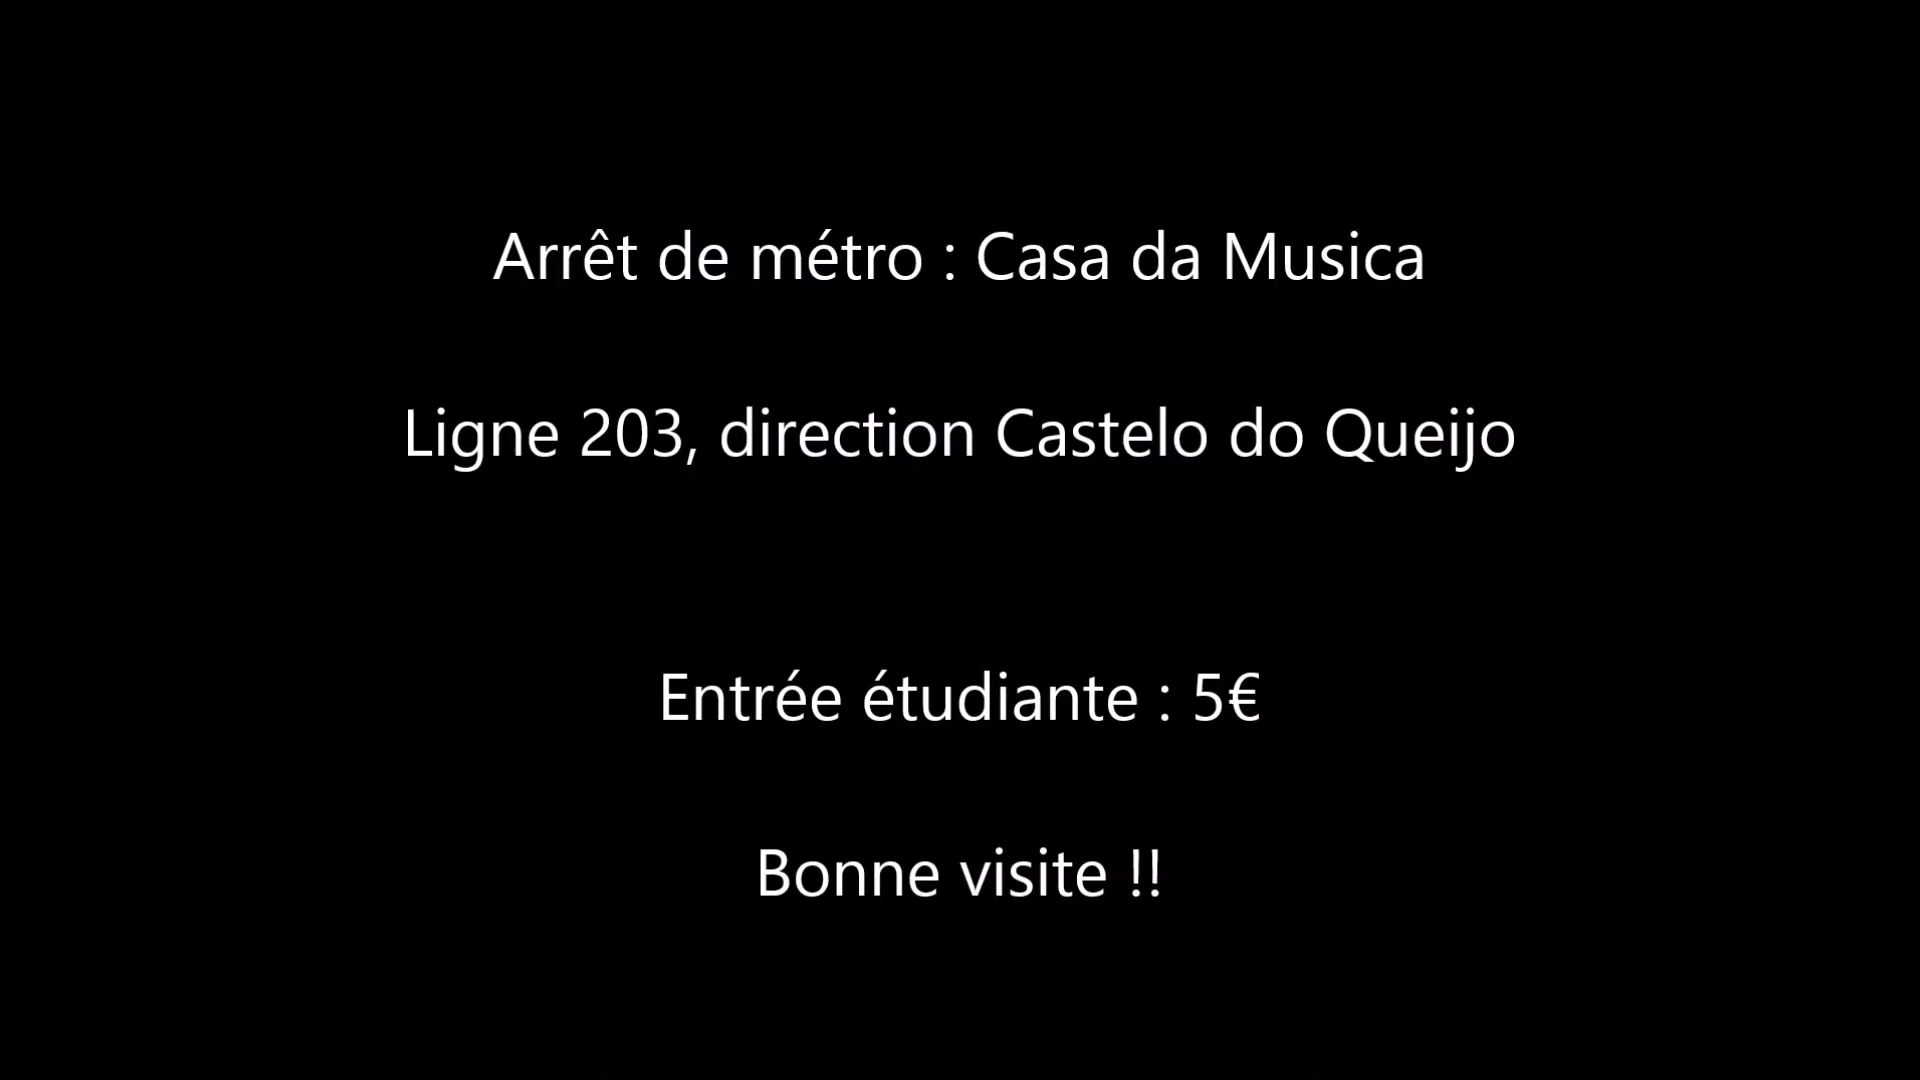 Arrêt de métro : Casa da Musica
Ligne 203, direction Castelo do Queijo
Entrée étudiante : 5€
Bonne visite !!